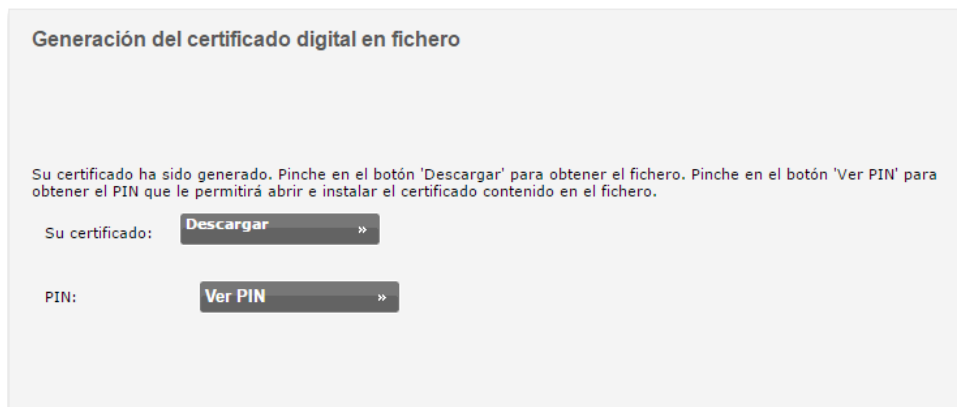 Generación del certificado digital en fichero
Su certificado ha sido generado. Pinche en el botón 'Descargar' para obtener el fichero. Pinche en el botón 'Ver PIN' para
obtener el PIN que le permitirá abrir e instalar el certificado contenido en el fichero.
Su certificado: Descargar »
PIN: Ver PIN »